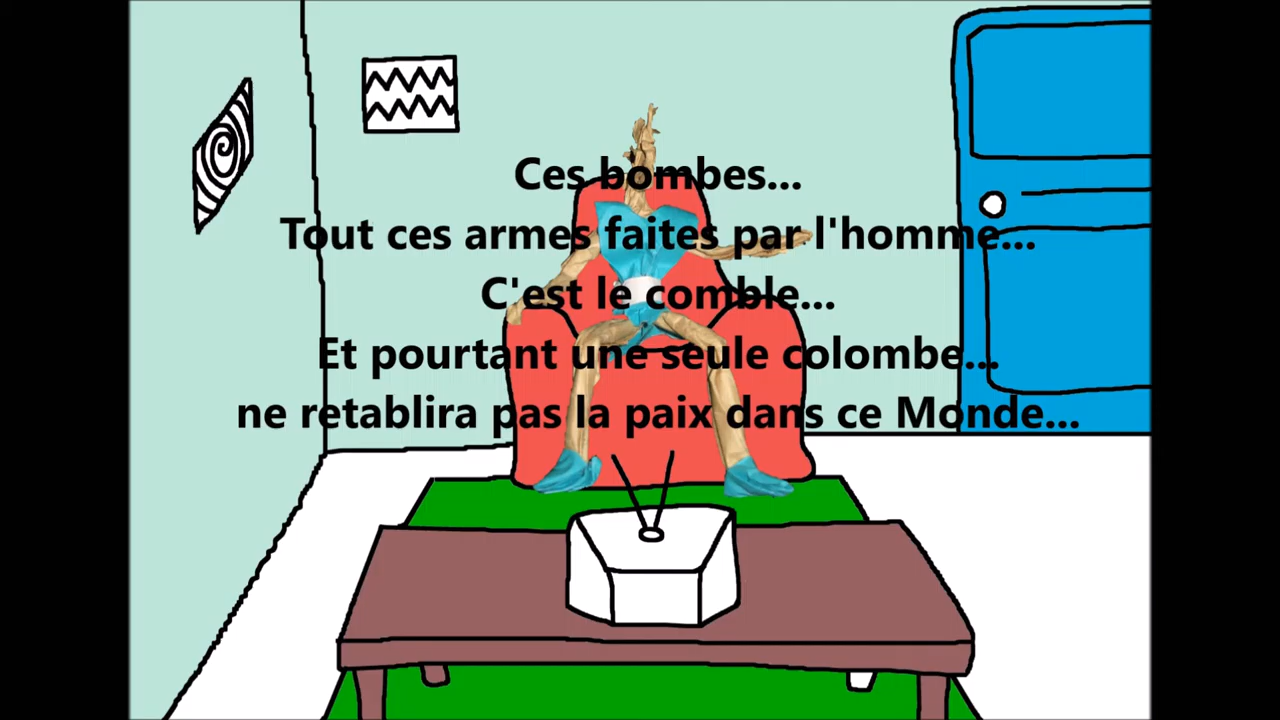 Ces bombes...
Tout ces armes faites par l'homme...
C'est le comble...
Et pourtant une seule colombe...
ne retablira pas la paix dans ce Monde...